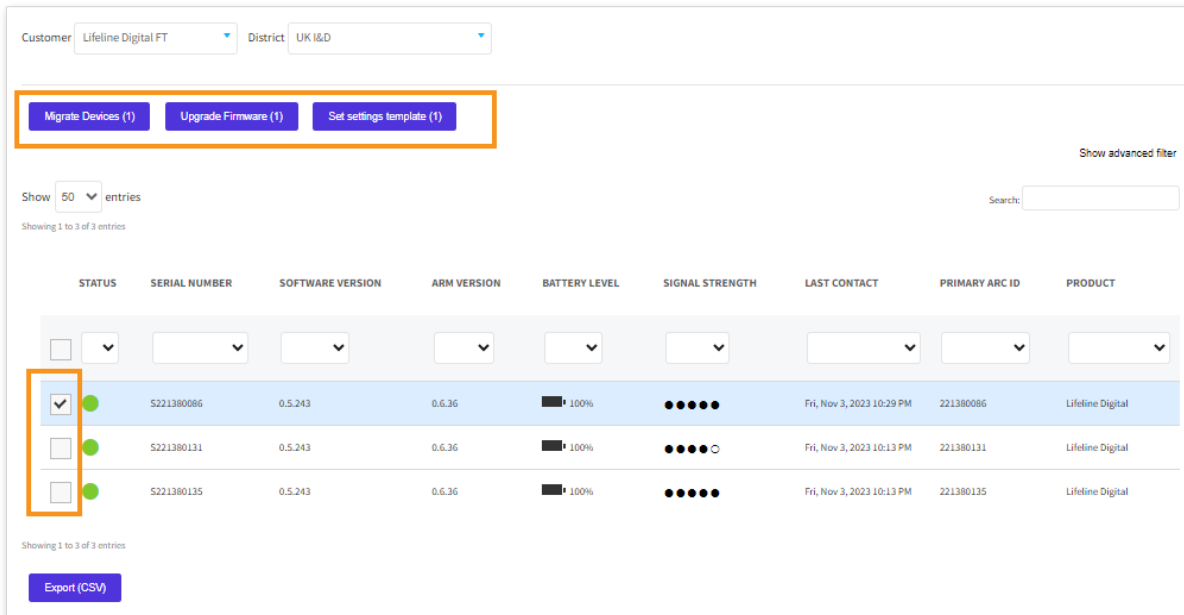 Customer Lifeline Digital FT District UK I&D
Migrate Devices (1) Upgrade Firmware (1) Set settings template (1)
Show advanced filter
Show 50 entries
Search:
Showing 1 to 3 of 3 entries
STATUS SERIAL NUMBER SOFTWARE VERSION ARM VERSION BATTERY LEVEL SIGNAL STRENGTH LAST CONTACT PRIMARY ARC ID PRODUCT
S221380086 0.5.243 0.6.36 100% Fri, Nov 3, 2023 10:29 PM 221380086 Lifeline Digital
S221380131 0.5.243 0.6.36 100% Fri, Nov 3, 2023 10:13 PM 221380131 Lifeline Digital
S221380135 0.5.243 0.6.36 100% Fri, Nov 3, 2023 10:13 PM 221380135 Lifeline Digital
Showing 1 to 3 of 3 entries
Export (CSV)